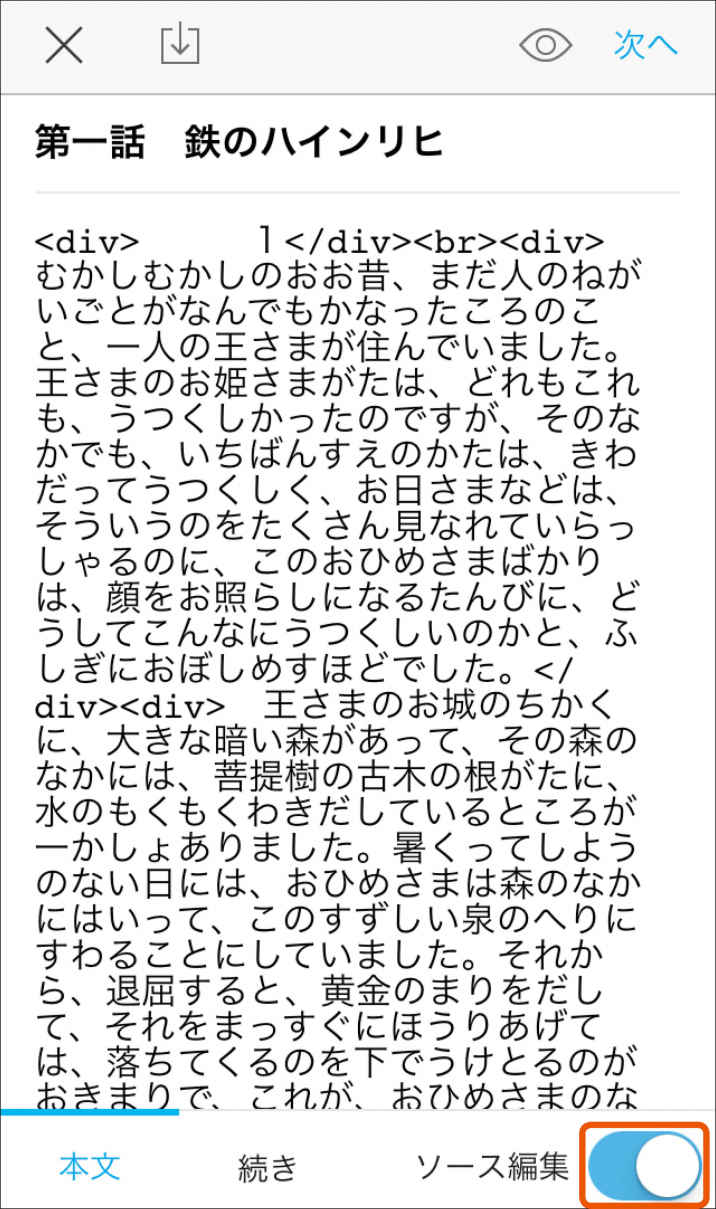 次へ
第一話　鉄のハインリヒ
<div>　　　１</div><br><div>
むかしむかしのおお昔、まだ人のねが
いごとがなんでもかなったころのこ
と、一人の王さまが住んでいました。
王さまのお姫さまがたは、どれもこれ
も、うつくしかったのですが、そのな
かでも、いちばんすえのかたは、きわ
だってうつくしく、お日さまなどは、
そういうのをたくさん見なれていらっ
しゃるのに、このおひめさまばかり
は、顔をお照らしになるたんびに、ど
うしてこんなにうつくしいのかと、ふ
しぎにおぼしめすほどでした。</
div><div>　王さまのお城のちかく
に、大きな暗い森があって、その森の
なかには、菩提樹の古木の根がたに、
水のもくもくわきだしているところが
一かしょありました。暑くってしよう
のない日には、おひめさまは森のなか
にはいって、このすずしい泉のへりに
すわることにしていました。それか
ら、退屈すると、黄金のまりをだし
て、それをまっすぐにほうりあげて
は、落ちてくるのを下でうけとるのが
おきまりで、これが、おひめさまのな
本文　続き　ソース編集